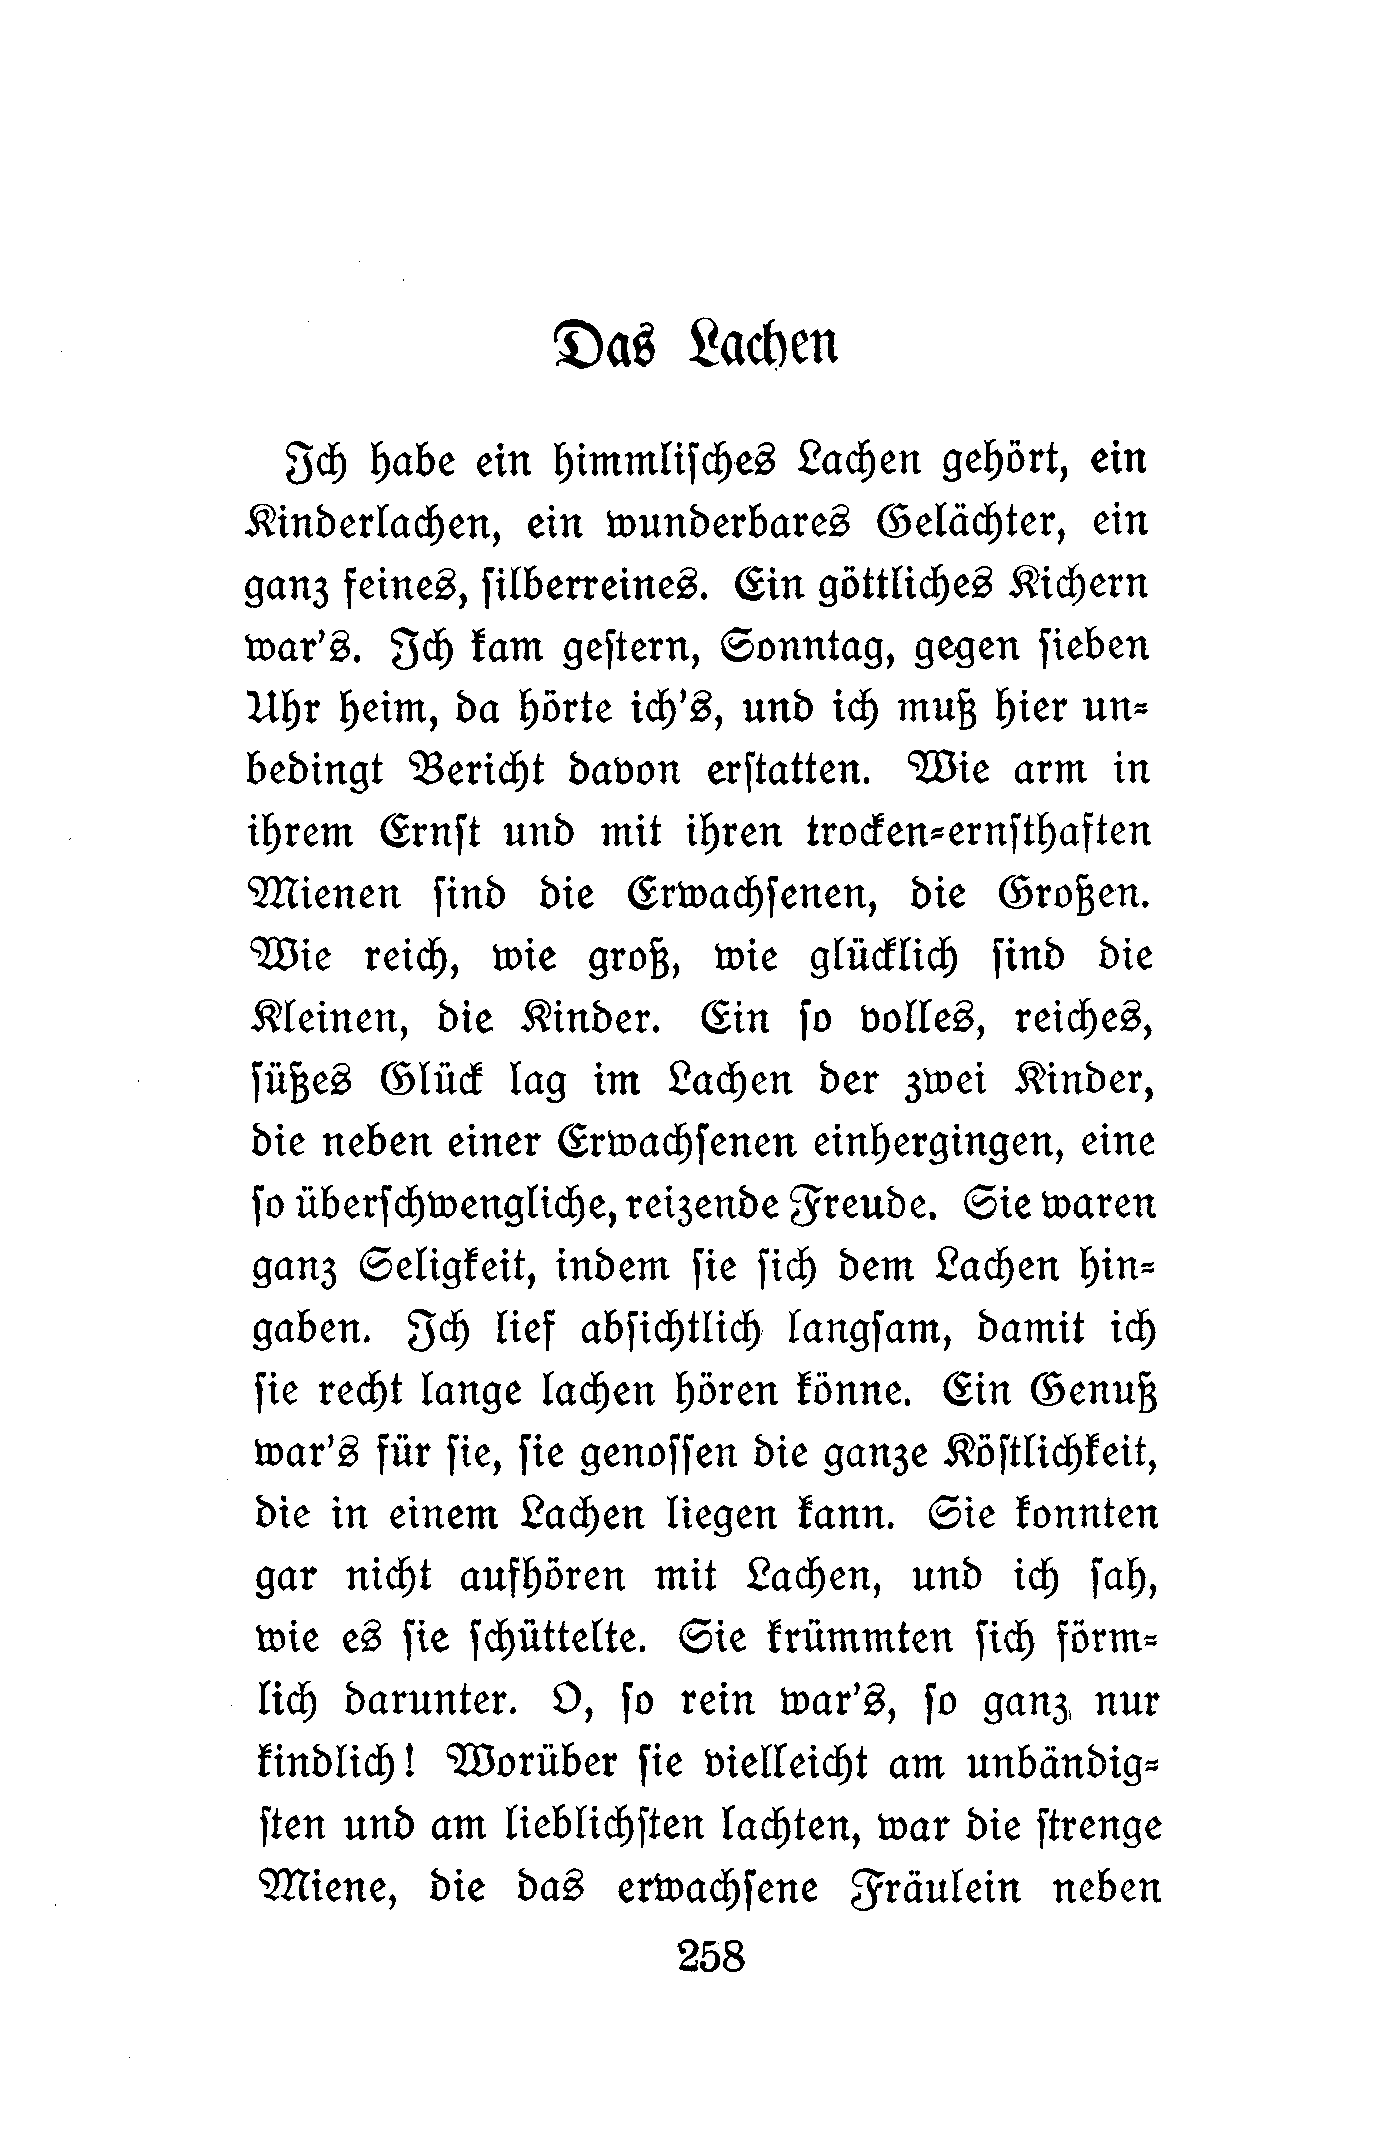 Das Lachen
Ich habe ein himmliſches Lachen gehört, ein
Kinderlachen, ein wunderbares Gelächter, ein
ganz feines, ſilberreines. Ein göttliches Kichern
war's. Ich kam geſtern, Sonntag, gegen ſieben
Uhr heim, da hörte ich's, und ich muß hier un⸗
bedingt Bericht davon erſtatten. Wie arm in
ihrem Ernſt und mit ihren trocken⸗ernſthaften
Mienen ſind die Erwachſenen, die Großen.
Wie reich, wie groß, wie glücklich ſind die
Kleinen, die Kinder. Ein ſo volles, reiches,
ſüßes Glück lag im Lachen der zwei Kinder,
die neben einer Erwachſenen einhergingen, eine
ſo überſchwengliche, reizende Freude. Sie waren
ganz Seligkeit, indem ſie ſich dem Lachen hin⸗
gaben. Ich lief abſichtlich langſam, damit ich
ſie recht lange lachen hören könne. Ein Genuß
war's für ſie, ſie genoſſen die ganze Köſtlichkeit,
die in einem Lachen liegen kann. Sie konnten
gar nicht aufhören mit Lachen, und ich ſah,
wie es ſie ſchüttelte. Sie krümmten ſich förm⸗
lich darunter. O, ſo rein war's, ſo ganz nur
kindlich! Worüber ſie vielleicht am unbändig⸗
ſten und am lieblichſten lachten, war die ſtrenge
Miene, die das erwachſene Fräulein neben
258